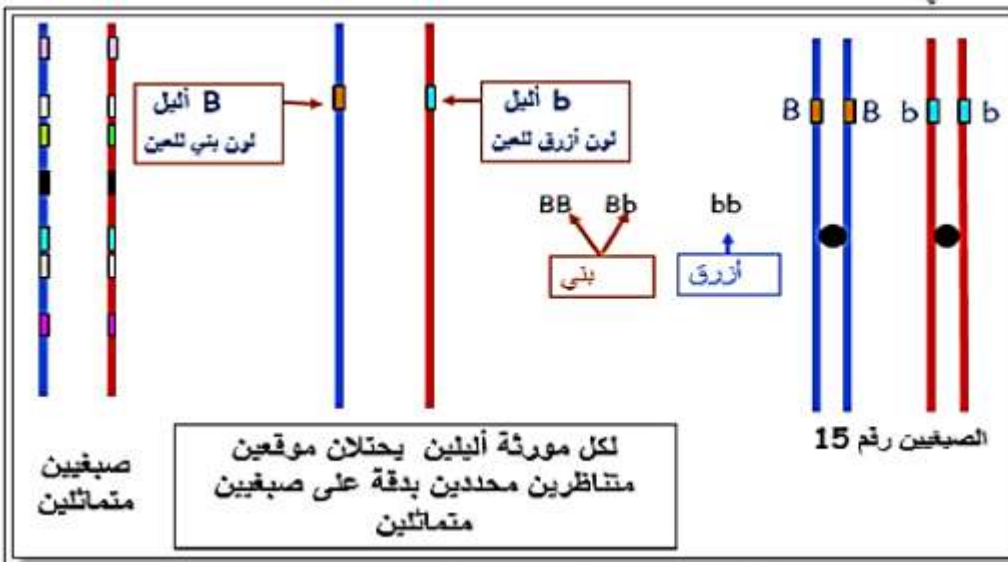 B أليل
لون بني للعين
b أليل
لون أزرق للعين
B B b b
BB Bb bb
بني
أزرق
الصبغيين رقم 15
صبغيين
متماثلين
لكل مورثة أليلين يحتلان موقعين
متناظرين محددين بدقة على صبغيين
متماثلين